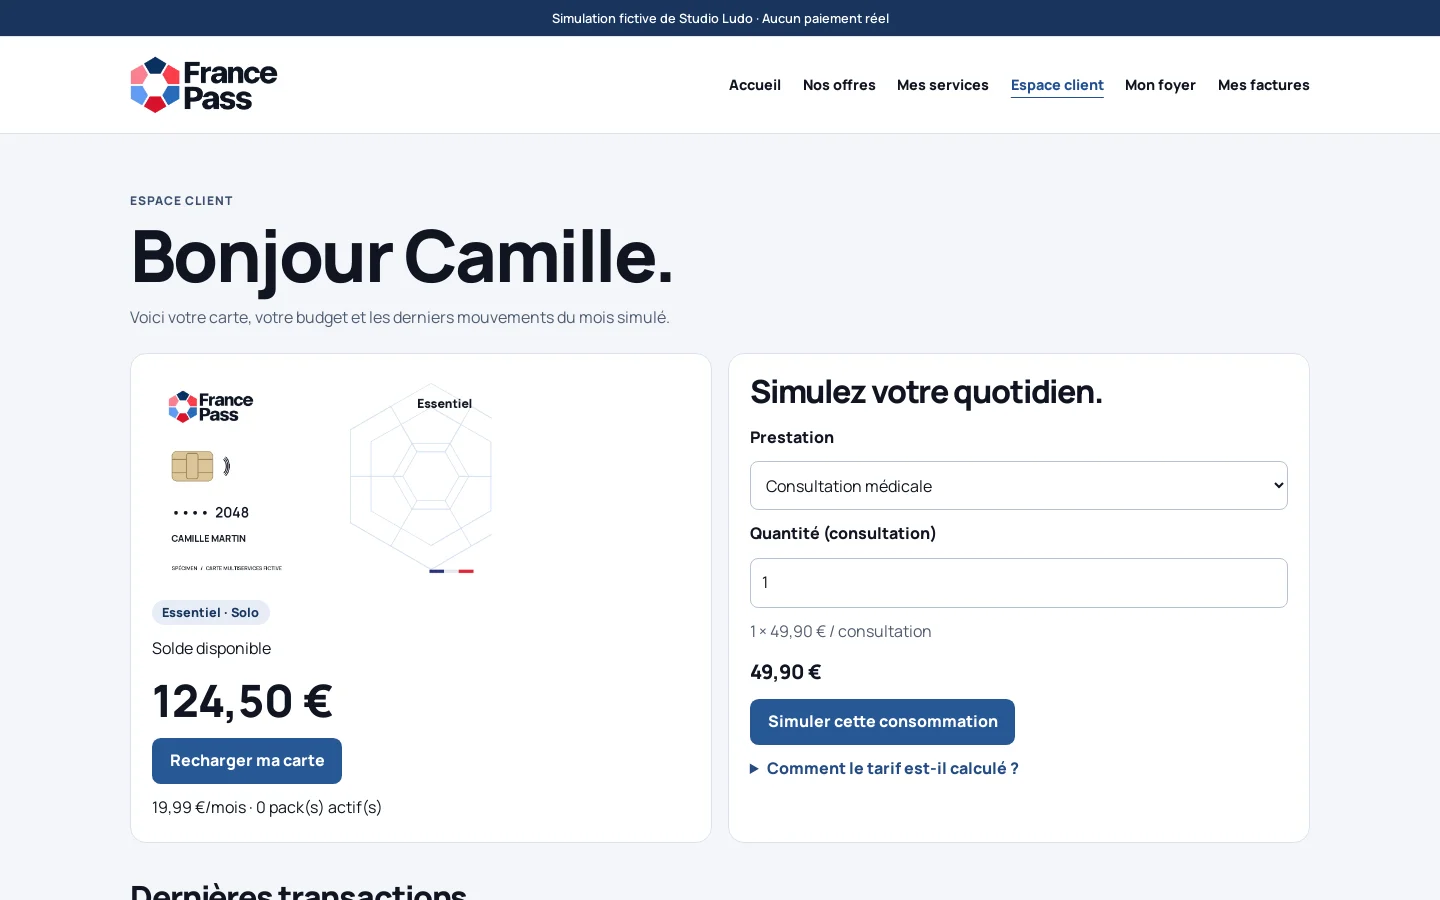 Simulation fictive de Studio Ludo · Aucun paiement réel
France
Pass
Accueil
Nos offres
Mes services
Espace client
Mon foyer
Mes factures
ESPACE CLIENT
Bonjour Camille.
Voici votre carte, votre budget et les derniers mouvements du mois simulé.
France
Pass
Essentiel
•••• 2048
CAMILLE MARTIN
SPÉCIMEN / CARTE MULTISERVICES FICTIVE
Essentiel · Solo
Solde disponible
124,50 €
Recharger ma carte
19,99 €/mois · 0 pack(s) actif(s)
Simulez votre quotidien.
Prestation
Consultation médicale
Quantité (consultation)
1
1 × 49,90 € / consultation
49,90 €
Simuler cette consommation
Comment le tarif est-il calculé ?
Dernières transactions